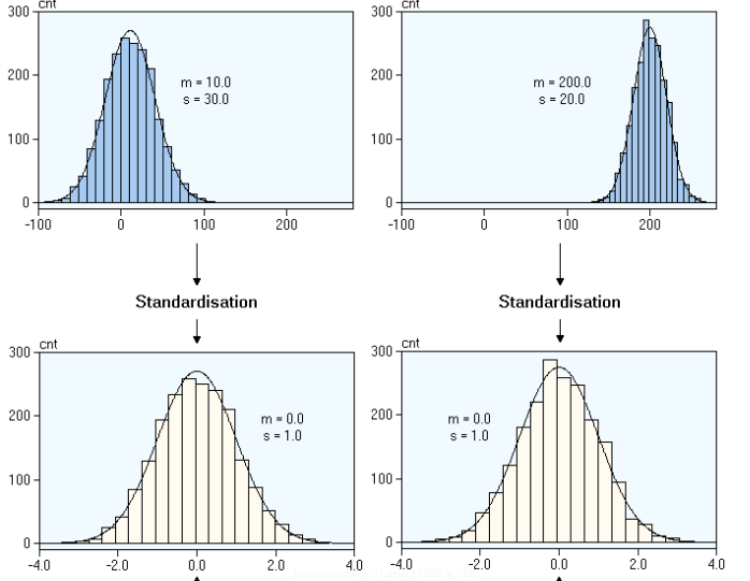 cnt
300
200
100
0
m = 10.0
s = 30.0
-100 0 100 200
cnt
300
200
100
0
m = 200.0
s = 20.0
-100 0 100 200
Standardisation
Standardisation
cnt
300
200
100
0
m = 0.0
s = 1.0
-4.0 -2.0 0.0 2.0 4.0
cnt
300
200
100
0
m = 0.0
s = 1.0
-4.0 -2.0 0.0 2.0 4.0